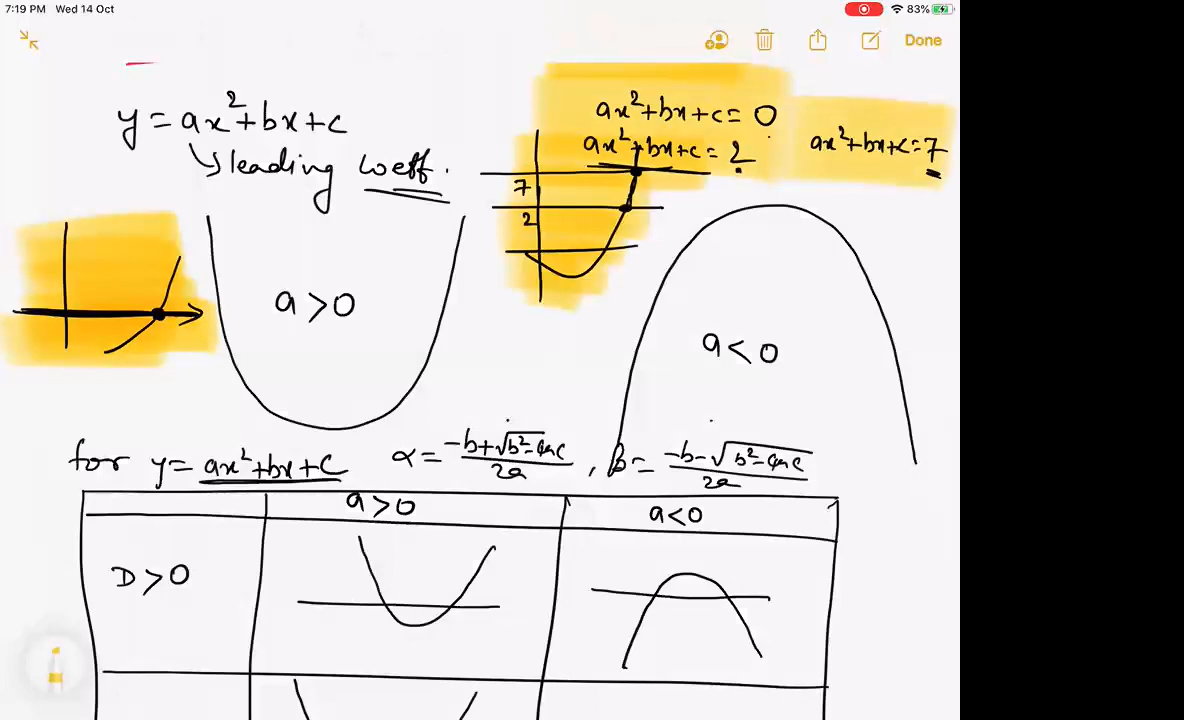 7:19 PM Wed 14 Oct
83%
Done
y = ax²+bx+c
leading coeff.
ax²+bx+c = 0
ax²+bx+c = 2
ax²+bx+c = 7
7
2
a > 0
a < 0
for y = ax²+bx+c α = (-b+√(b²-4ac))/2a , β = (-b-√(b²-4ac))/2a
a > 0
a < 0
D > 0